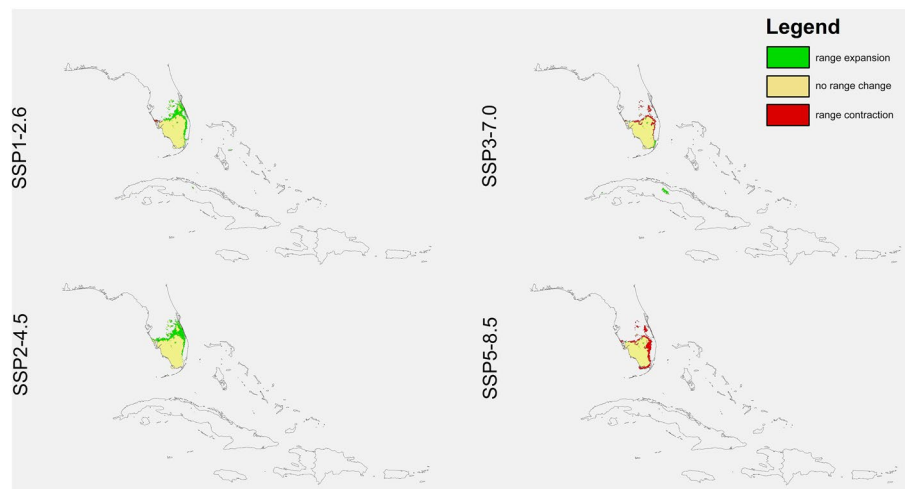 Legend
range expansion
no range change
range contraction
SSP1-2.6
SSP3-7.0
SSP2-4.5
SSP5-8.5